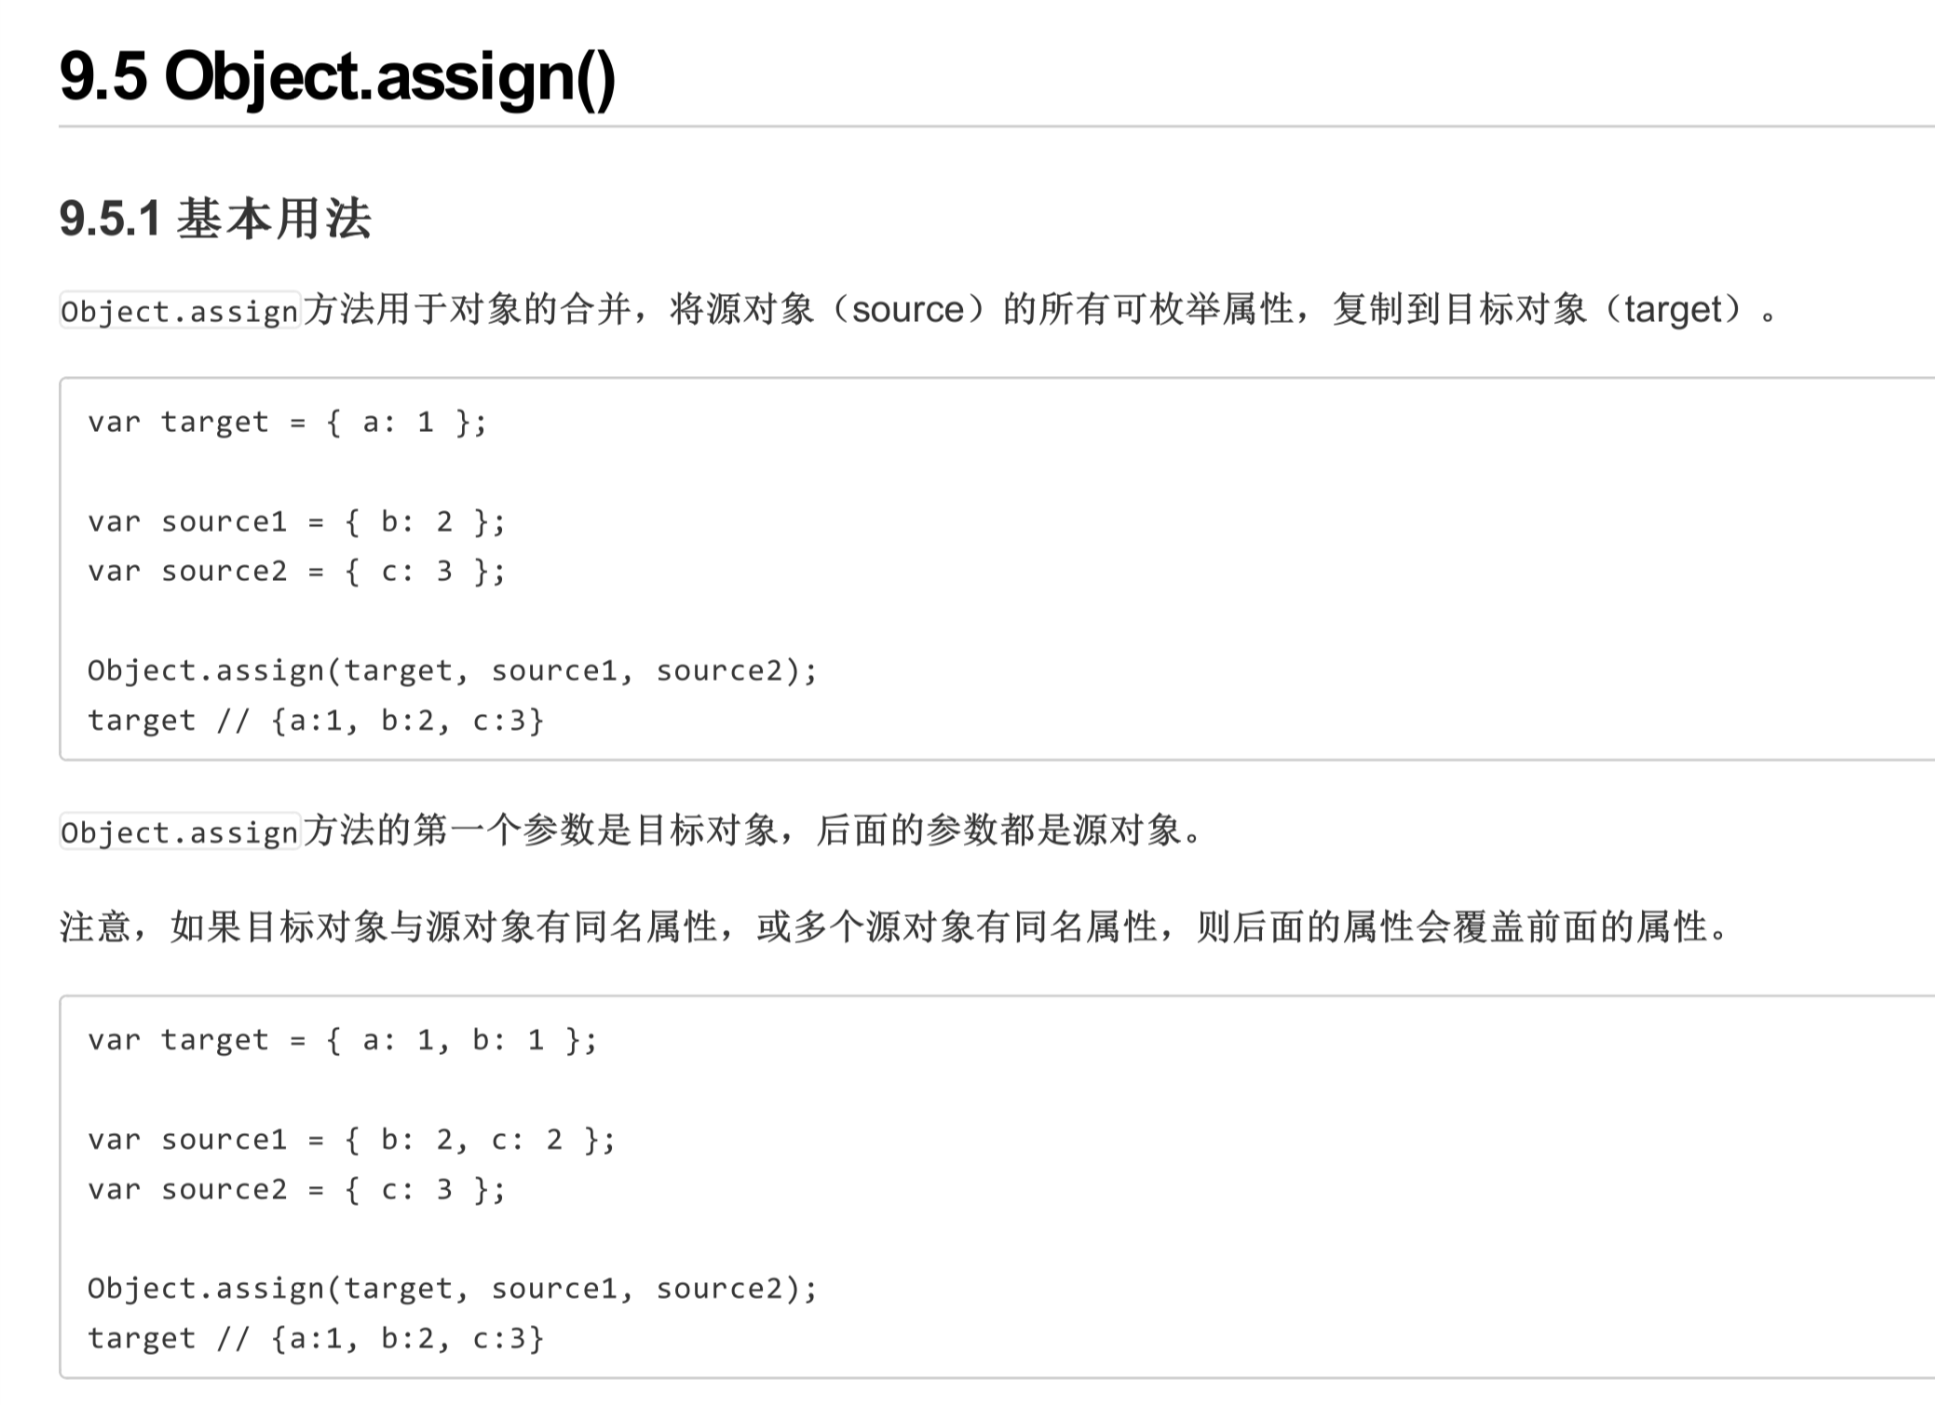 9.5 Object.assign()
9.5.1 基本用法
Object.assign方法用于对象的合并，将源对象（source）的所有可枚举属性，复制到目标对象（target）。
var target = { a: 1 };
var source1 = { b: 2 };
var source2 = { c: 3 };
Object.assign(target, source1, source2);
target // {a:1, b:2, c:3}
Object.assign方法的第一个参数是目标对象，后面的参数都是源对象。
注意，如果目标对象与源对象有同名属性，或多个源对象有同名属性，则后面的属性会覆盖前面的属性。
var target = { a: 1, b: 1 };
var source1 = { b: 2, c: 2 };
var source2 = { c: 3 };
Object.assign(target, source1, source2);
target // {a:1, b:2, c:3}